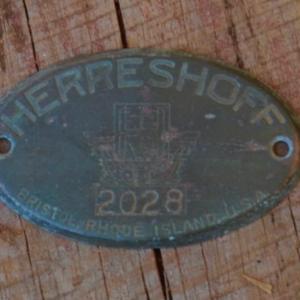 HERRESHOFF
2028
BRISTOL, RHODE ISLAND, U.S.A.